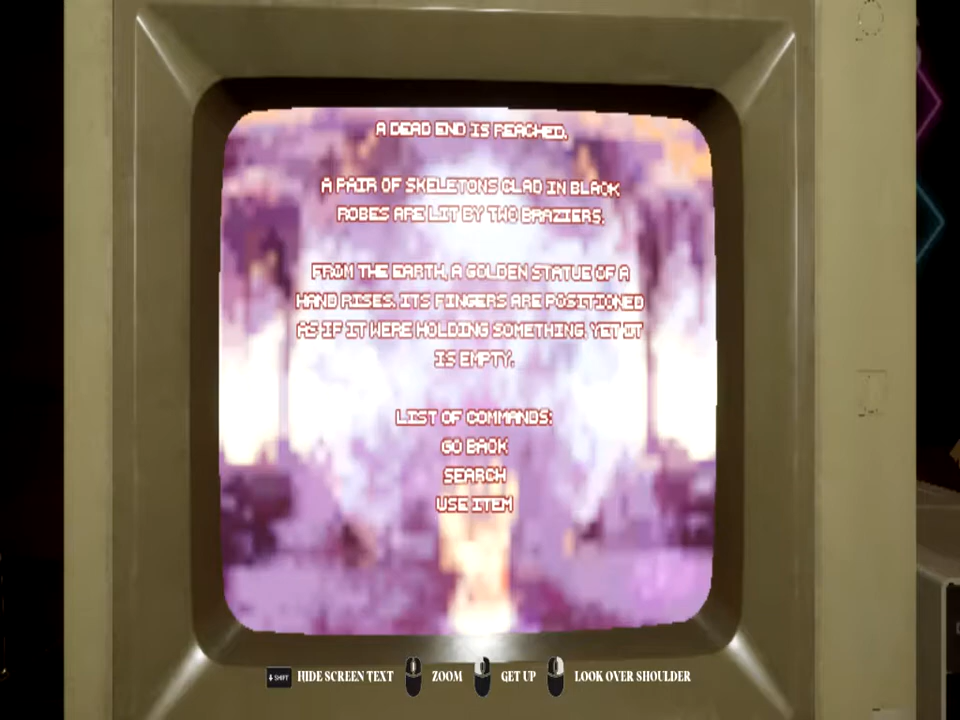 A DEAD END IS REACHED.
A PAIR OF SKELETONS CLAD IN BLACK
ROBES ARE LIT BY TWO BRAZIERS.
FROM THE EARTH, A GOLDEN STATUE OF A
HAND RISES. ITS FINGERS ARE POSITIONED
AS IF IT WERE HOLDING SOMETHING, YET IT
IS EMPTY.
LIST OF COMMANDS:
GO BACK
SEARCH
USE ITEM
SHIFT HIDE SCREEN TEXT ZOOM GET UP LOOK OVER SHOULDER